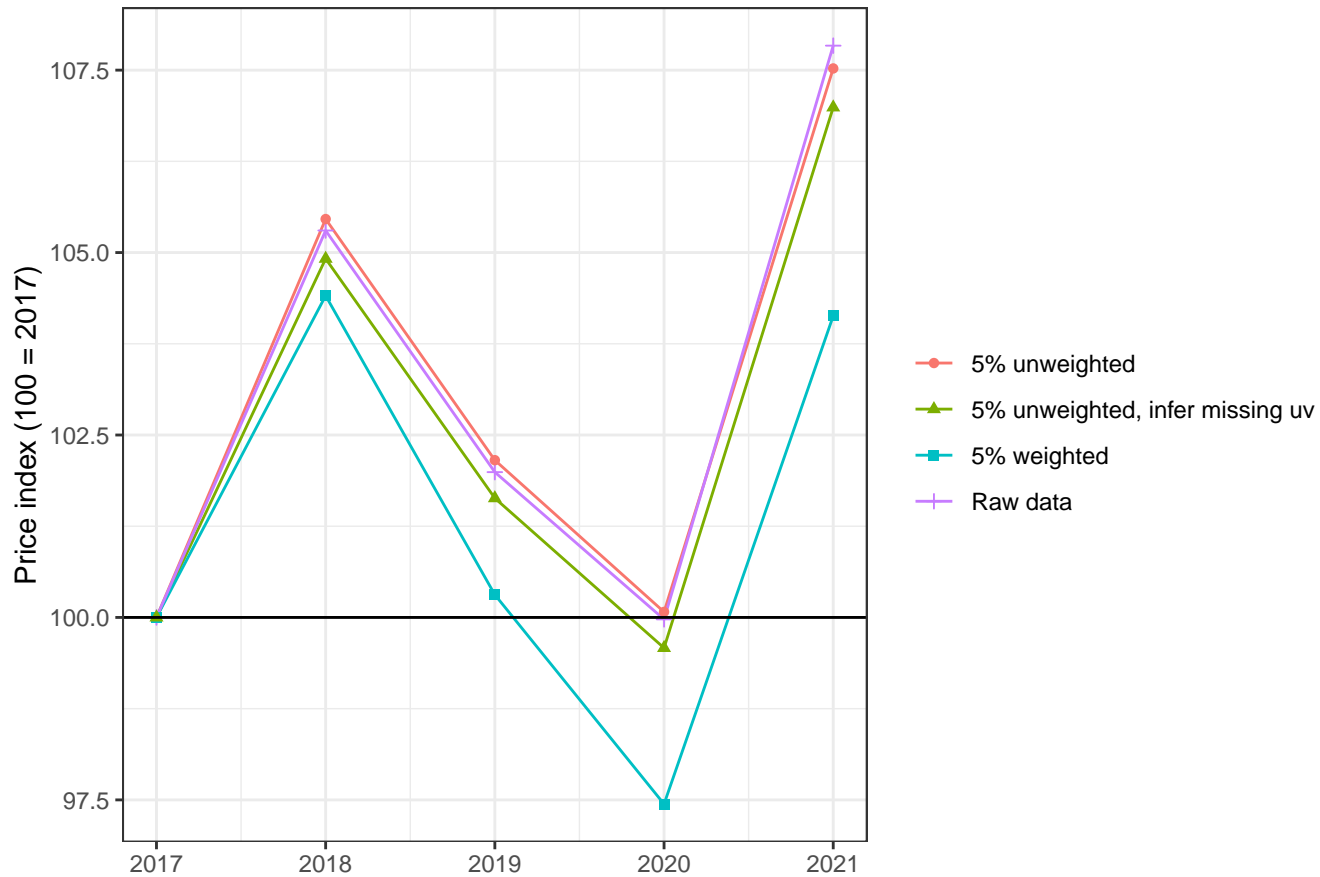 107.5
105.0
102.5
100.0
97.5
Price index (100 = 2017)
2017 2018 2019 2020 2021
5% unweighted
5% unweighted, infer missing uv
5% weighted
Raw data